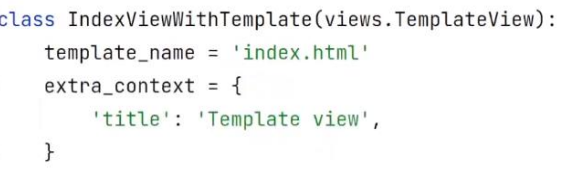 class IndexViewWithTemplate(views.TemplateView):
    template_name = 'index.html'
    extra_context = {
        'title': 'Template view',
    }